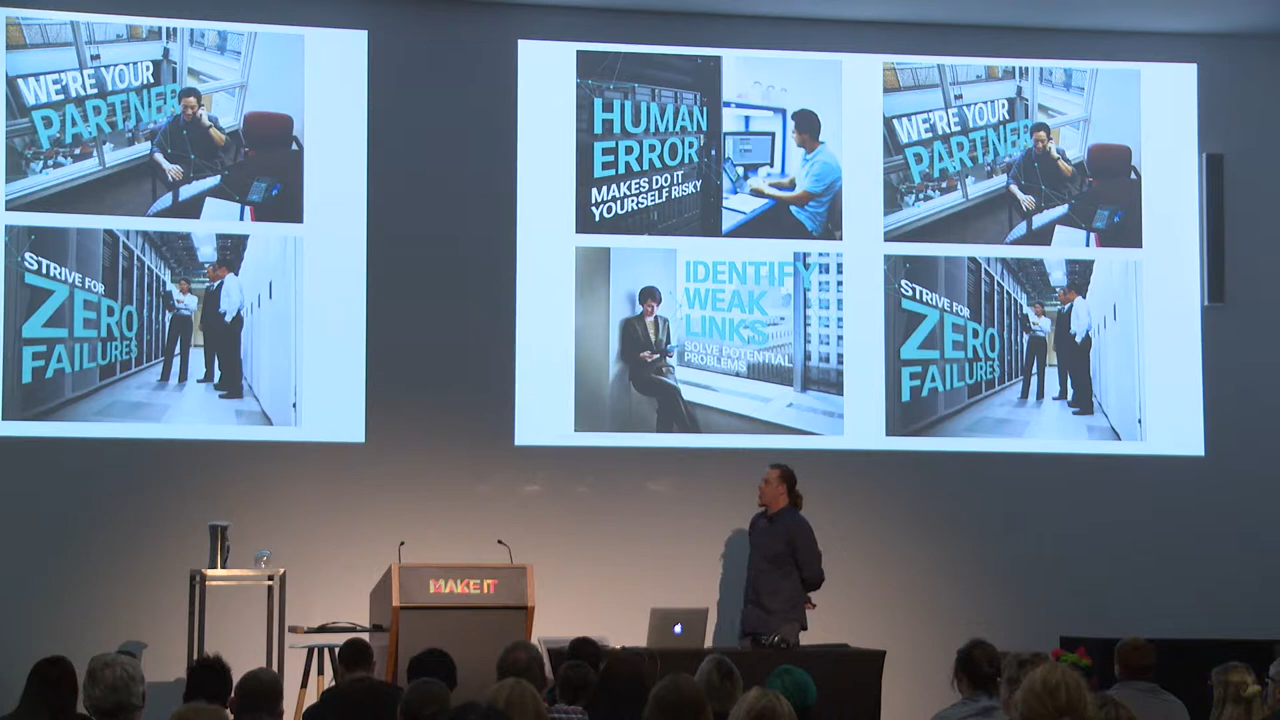 WE'RE YOUR
PARTNER
STRIVE FOR
ZERO
FAILURES
HUMAN
ERROR
MAKES DO IT
YOURSELF RISKY
WE'RE YOUR
PARTNER
IDENTIFY
WEAK
LINKS
SOLVE POTENTIAL
PROBLEMS
STRIVE FOR
ZERO
FAILURES
MAKE IT